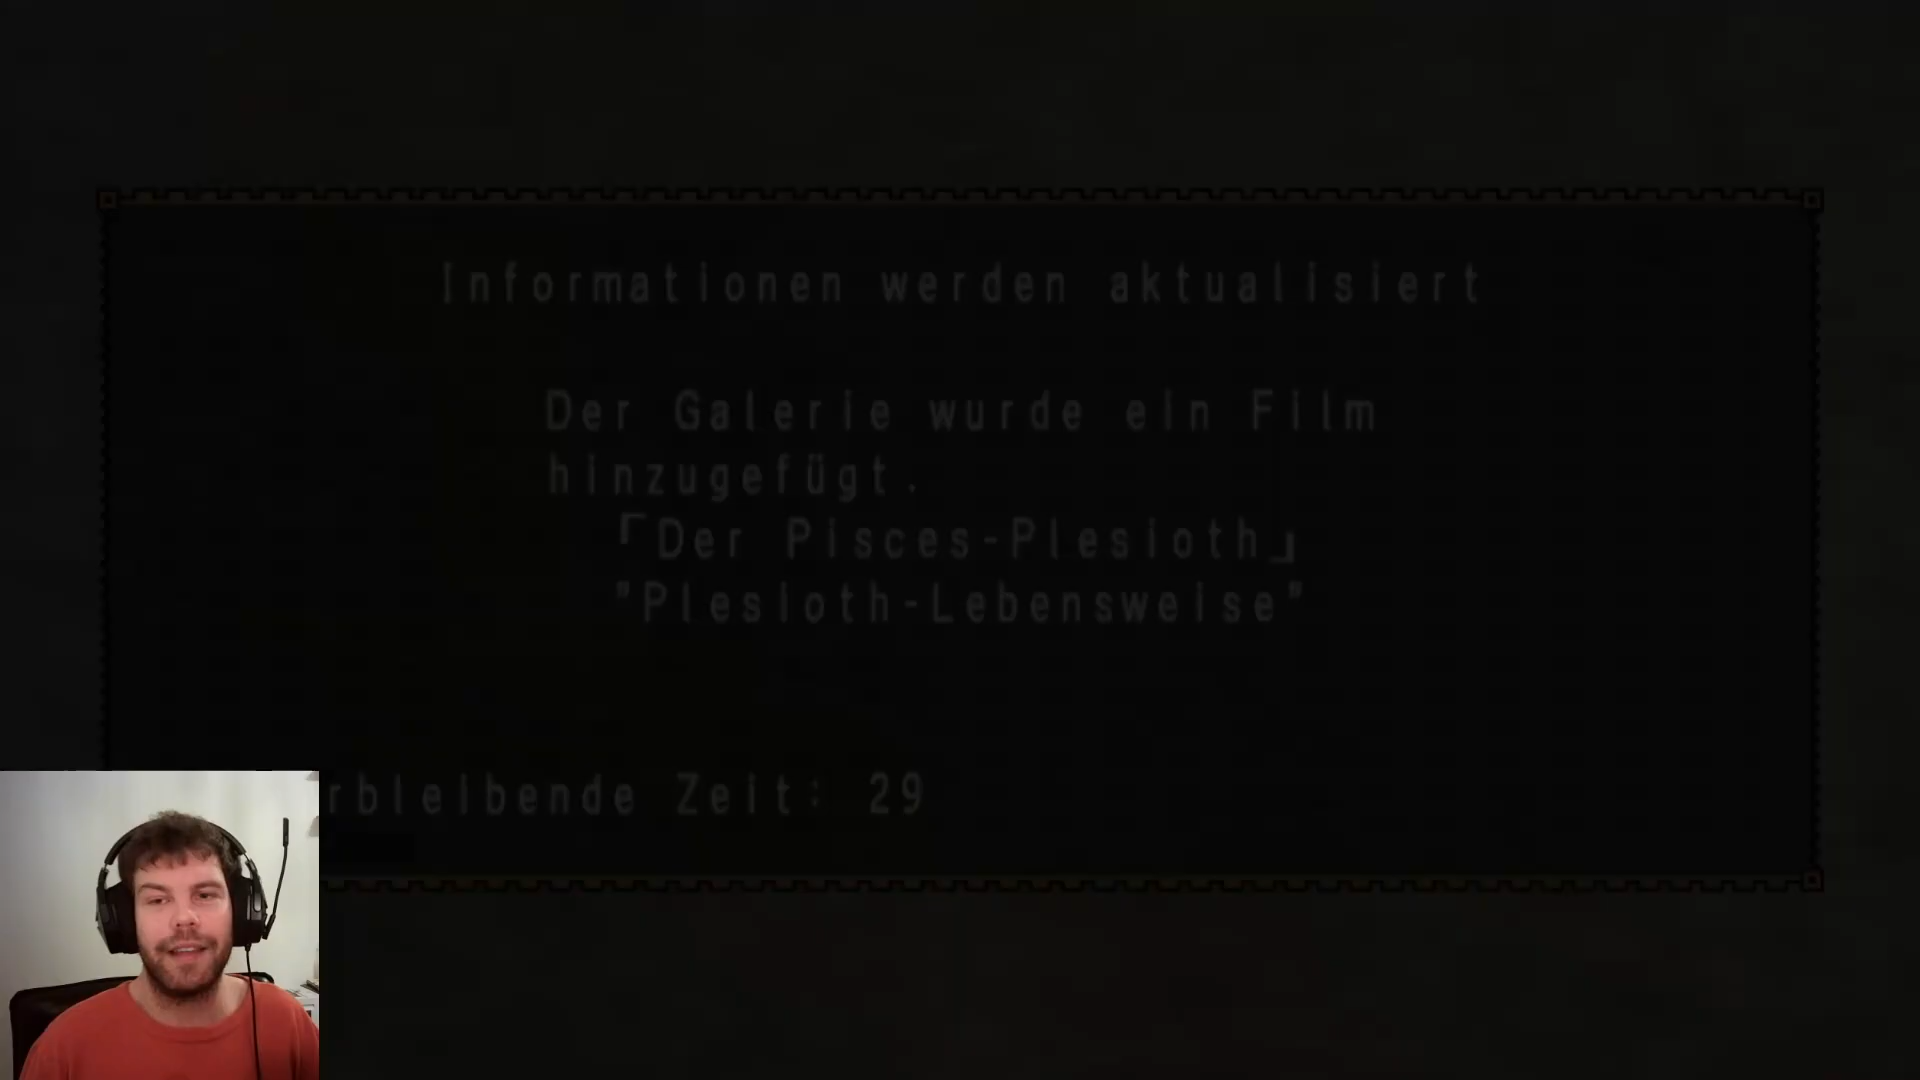 Informationen werden aktualisiert
Der Galerie wurde ein Film
hinzugefügt.
「Der Pisces-Plesioth」
"Plesioth-Lebensweise"
rbleibende Zeit: 29